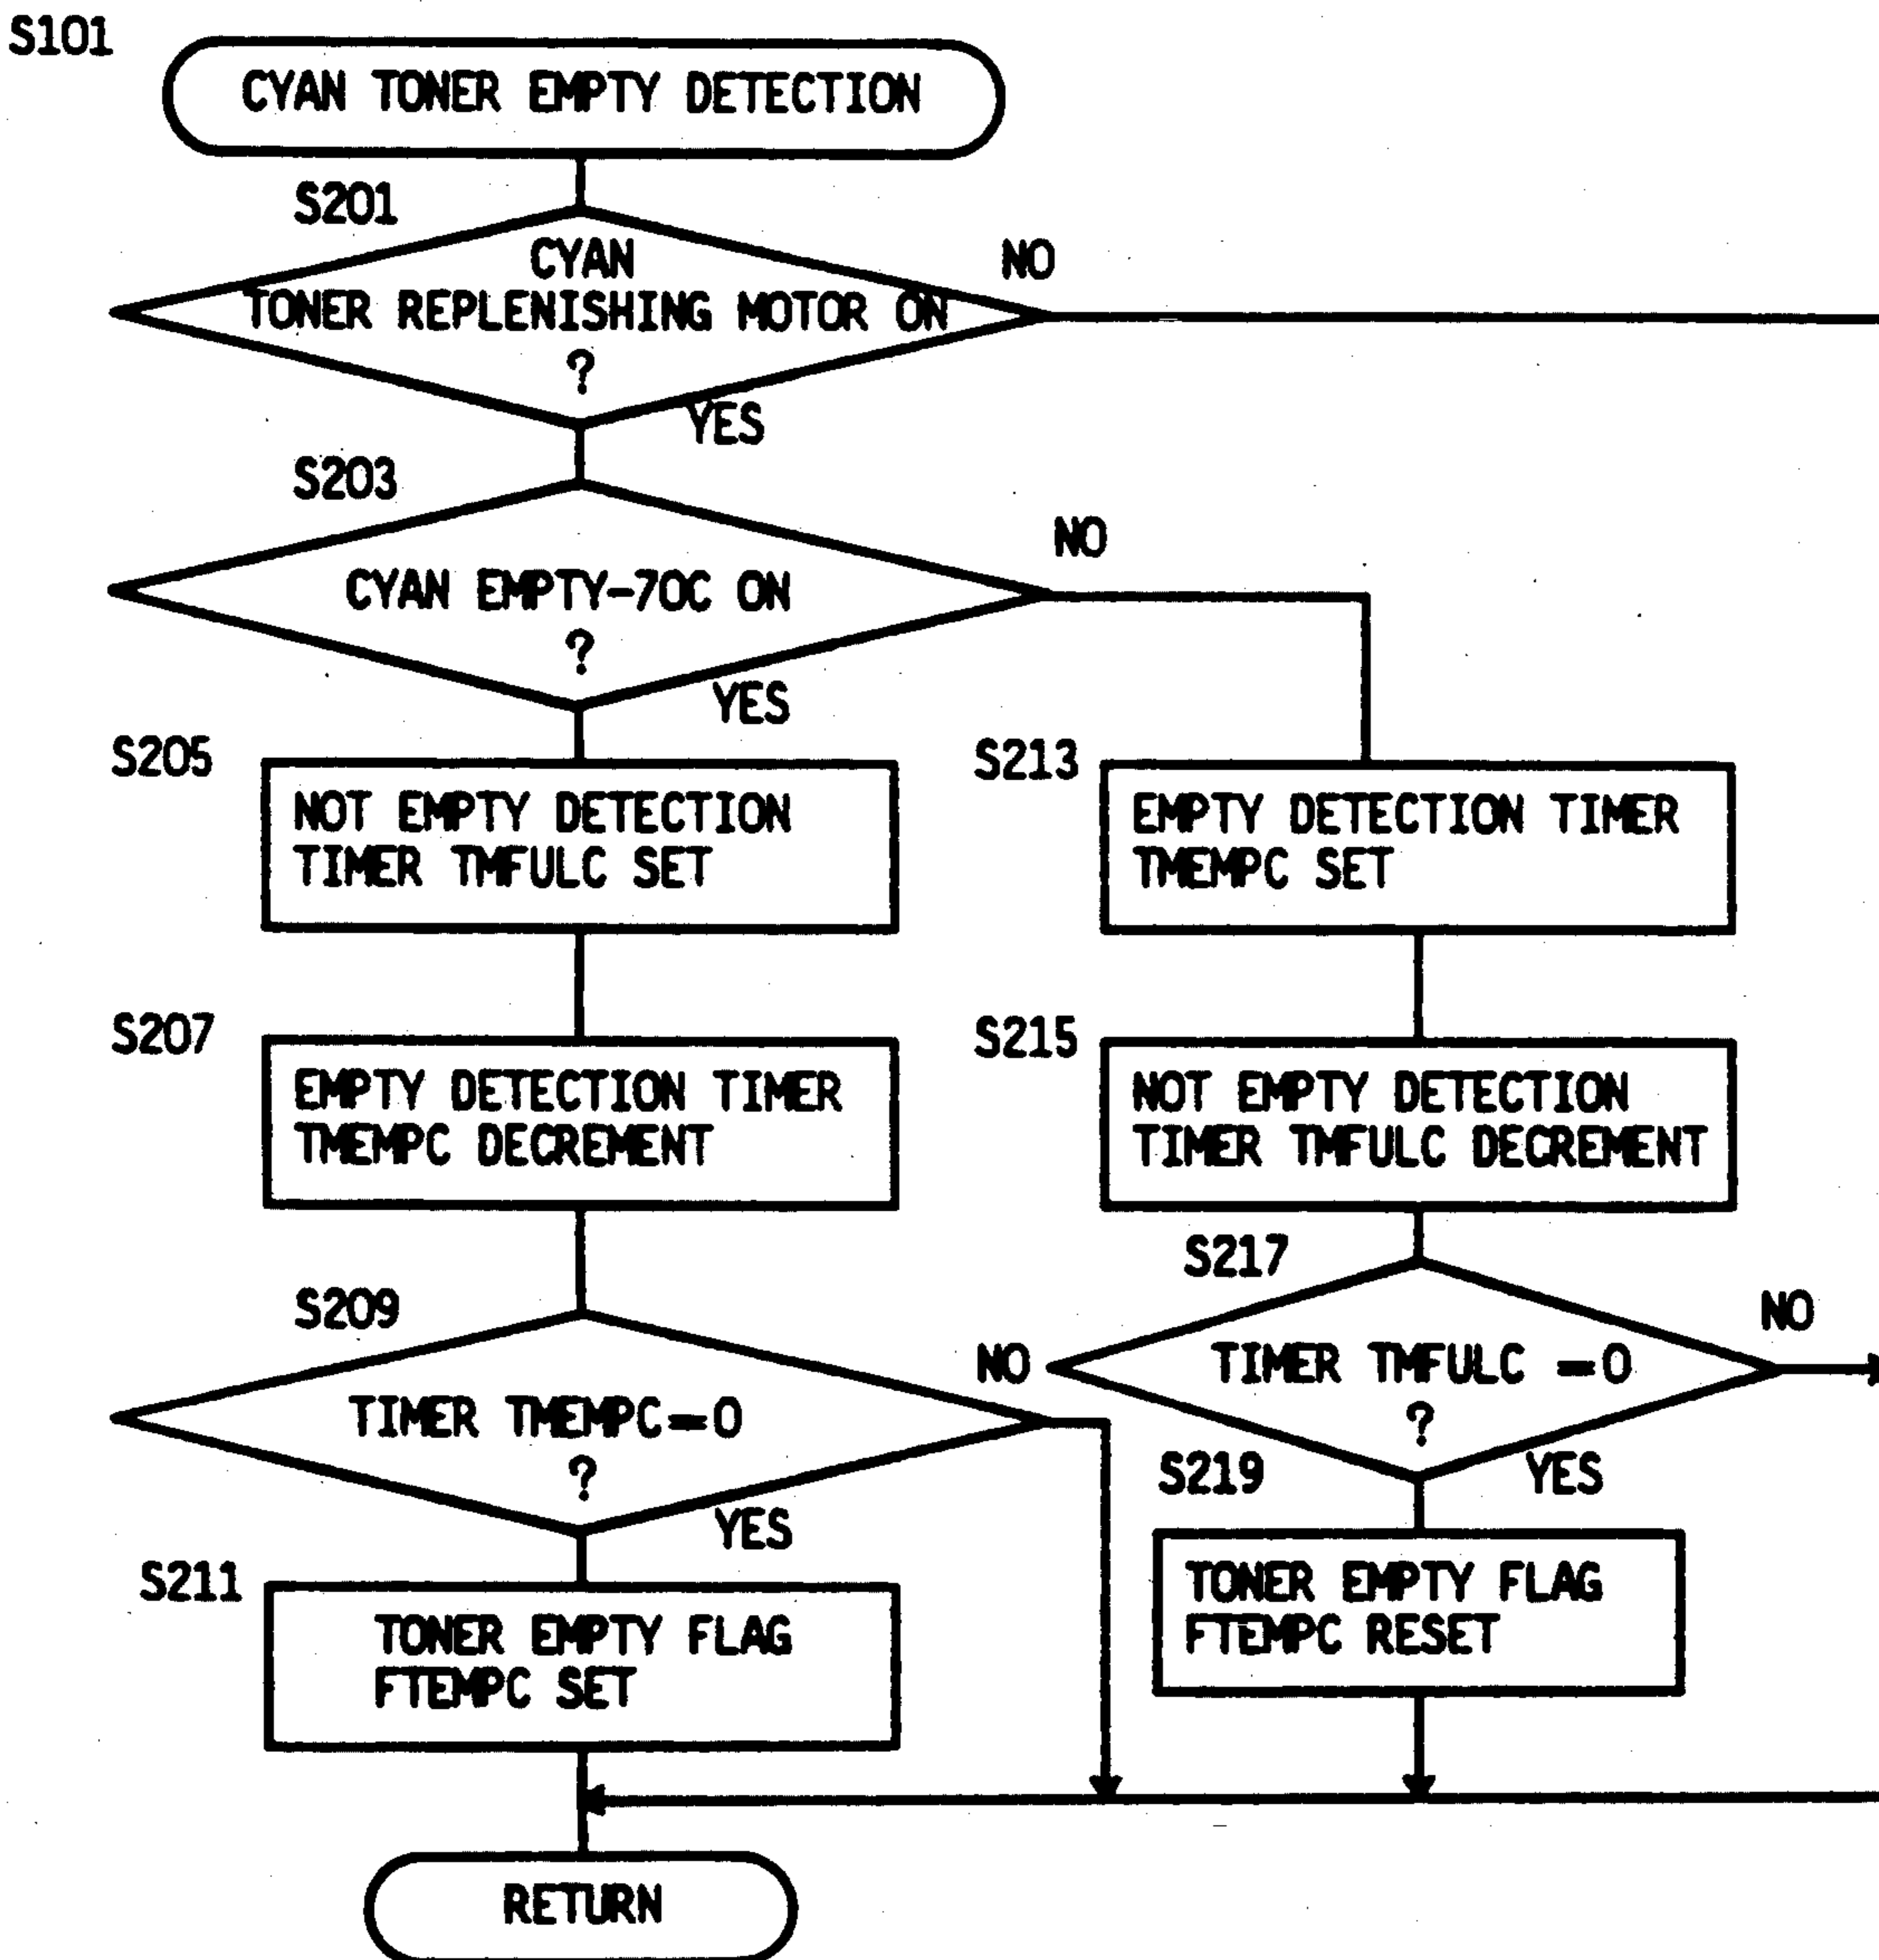 S101
CYAN TONER EMPTY DETECTION
S201
CYAN
TONER REPLENISHING MOTOR ON
?
NO
YES
S203
CYAN EMPTY-70C ON
?
NO
YES
S205
NOT EMPTY DETECTION
TIMER TMFULC SET
S207
EMPTY DETECTION TIMER
TMEMPC DECREMENT
S209
TIMER TMEMPC=0
?
NO
YES
S211
TONER EMPTY FLAG
FTEMPC SET
S213
EMPTY DETECTION TIMER
TMEMPC SET
S215
NOT EMPTY DETECTION
TIMER TMFULC DECREMENT
S217
TIMER TMFULC =0
?
NO
YES
S219
TONER EMPTY FLAG
FTEMPC RESET
RETURN